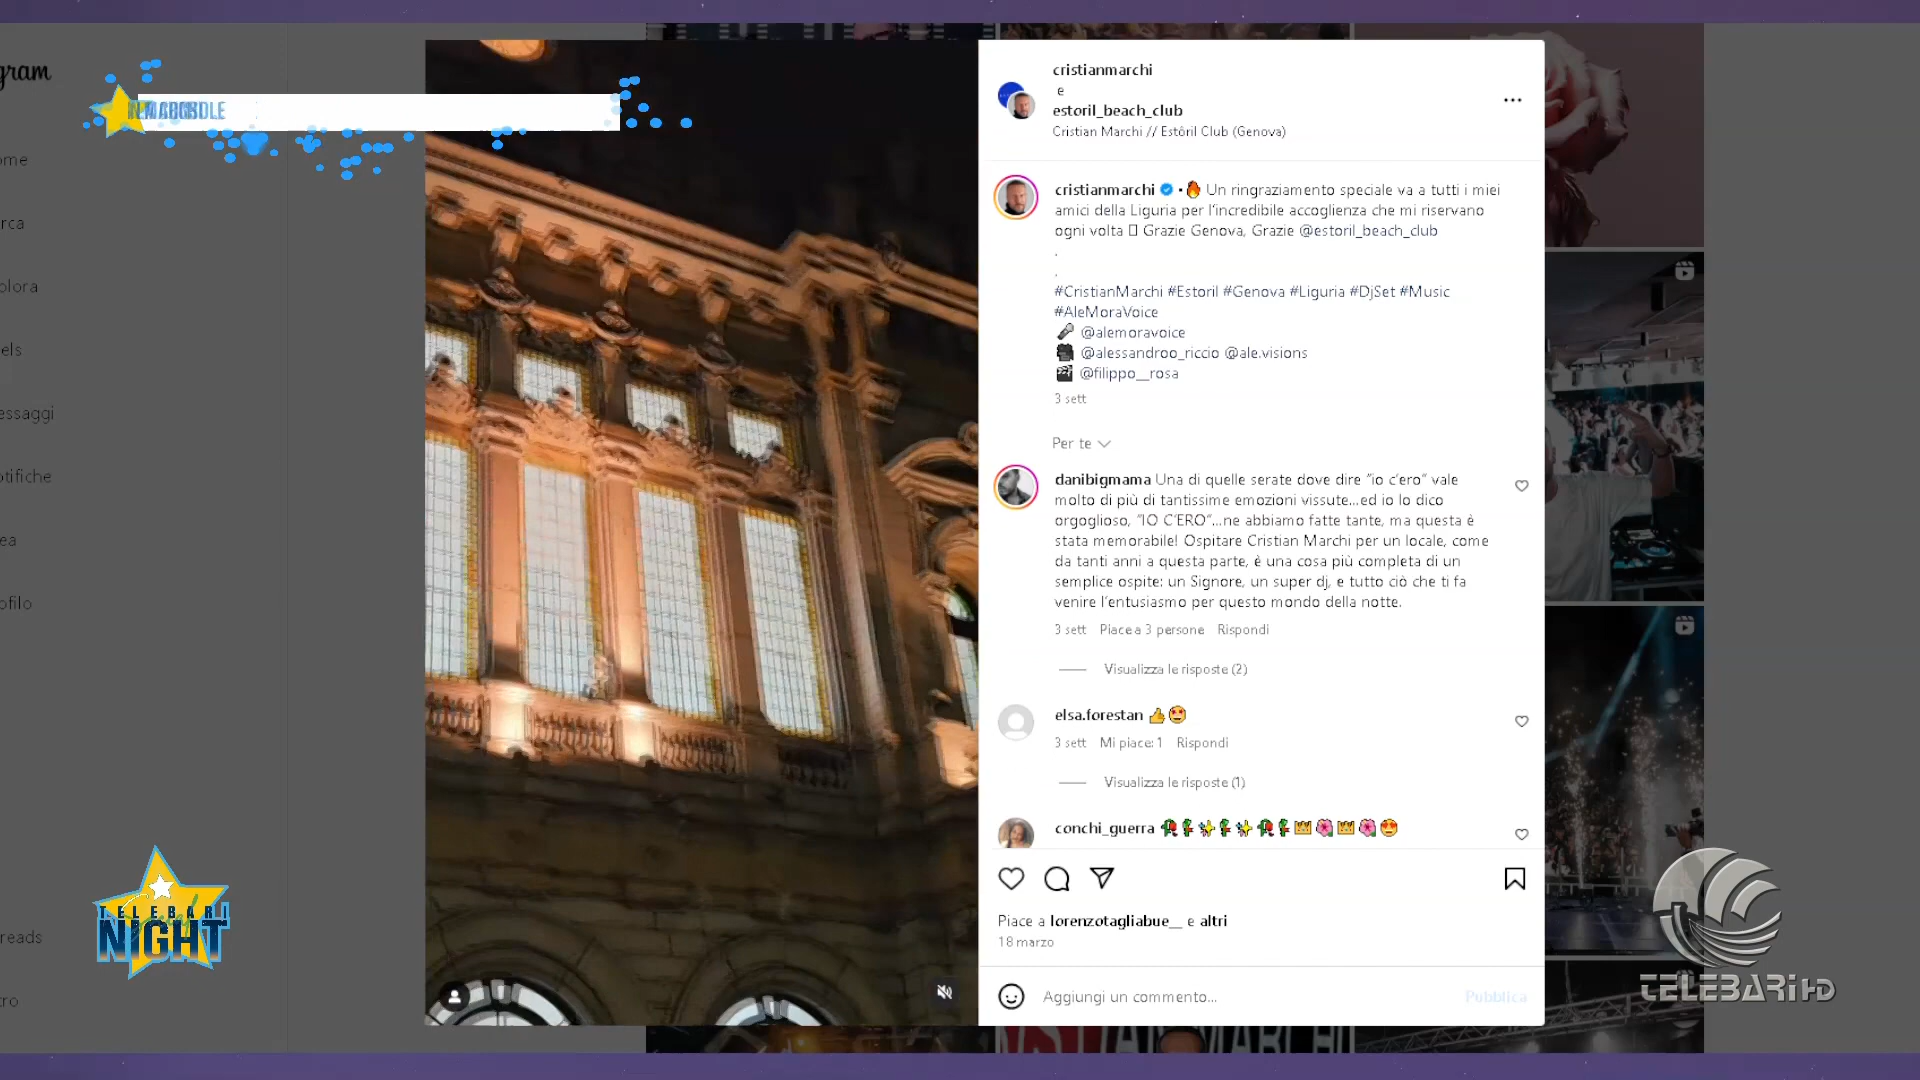 gram
ome
rca
plora
els
essaggi
otifiche
ea
ofilo
reads
tro
cristianmarchi
e
estoril_beach_club
Cristian Marchi // Estóril Club (Genova)
cristianmarchi • 🔥 Un ringraziamento speciale va a tutti i miei
amici della Liguria per l'incredibile accoglienza che mi riservano
ogni volta Grazie Genova, Grazie @estoril_beach_club
.
.
#CristianMarchi #Estoril #Genova #Liguria #DjSet #Music
#AleMoraVoice
🎤 @alemoravoice
🎥 @alessandroo_riccio @ale.visions
🎬 @filippo__rosa
3 sett
Per te
danibigmama Una di quelle serate dove dire "io c'ero" vale
molto di più di tantissime emozioni vissute...ed io lo dico
orgoglioso, "IO C'ERO"...ne abbiamo fatte tante, ma questa è
stata memorabile! Ospitare Cristian Marchi per un locale, come
da tanti anni a questa parte, è una cosa più completa di un
semplice ospite: un Signore, un super dj, e tutto ciò che ti fa
venire l'entusiasmo per questo mondo della notte.
3 sett Piace a 3 persone Rispondi
Visualizza le risposte (2)
elsa.forestan 👍😍
3 sett Mi piace: 1 Rispondi
Visualizza le risposte (1)
conchi_guerra
Piace a lorenzotagliabue__ e altri
18 marzo
Aggiungi un commento...
Pubblica
TELEBARI
NIGHT
TELEBARI HD